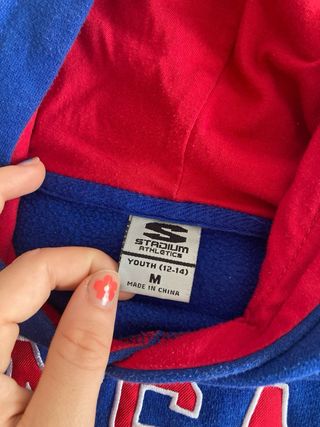 STADIUM
ATHLETICS
YOUTH (12-14)
M
MADE IN CHINA